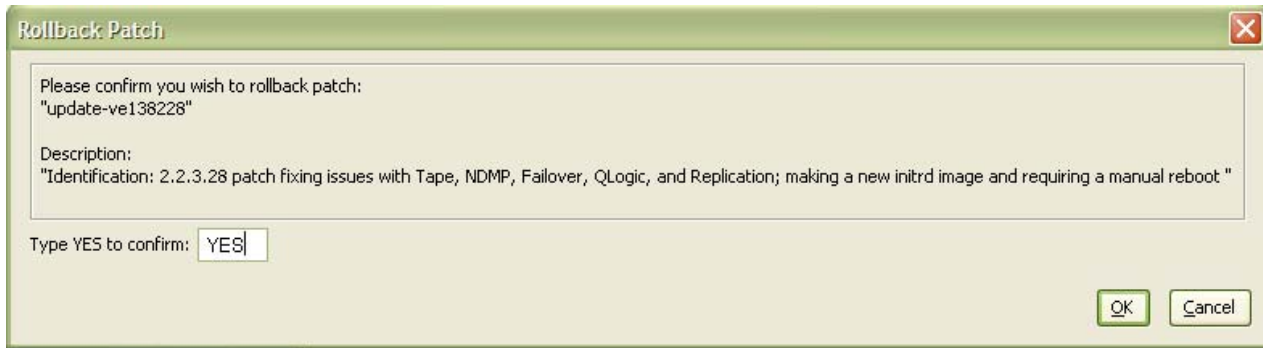 Rollback Patch
Please confirm you wish to rollback patch:
"update-ve138228"
Description:
"Identification: 2.2.3.28 patch fixing issues with Tape, NDMP, Failover, QLogic, and Replication; making a new initrd image and requiring a manual reboot "
Type YES to confirm: YES
OK Cancel